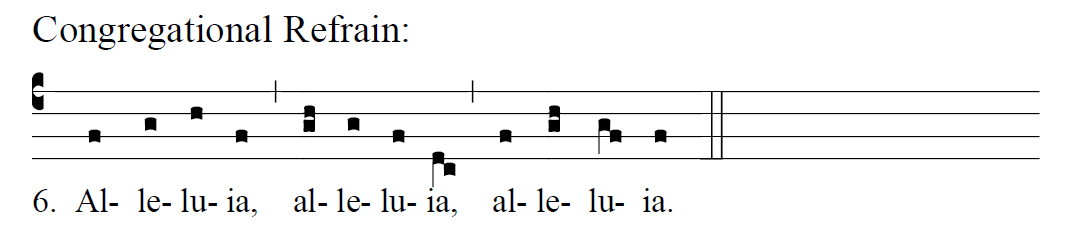 Congregational Refrain:
6. Al- le- lu- ia, al- le- lu- ia, al- le- lu- ia.